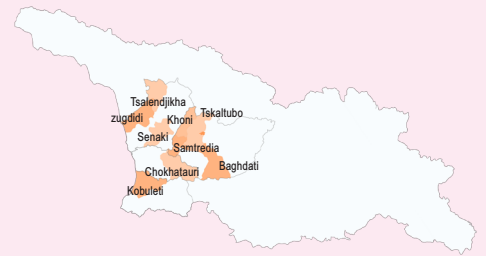 Tsalendjikha
zugdidi
Khoni
Tskaltubo
Senaki
Samtredia
Chokhatauri
Baghdati
Kobuleti